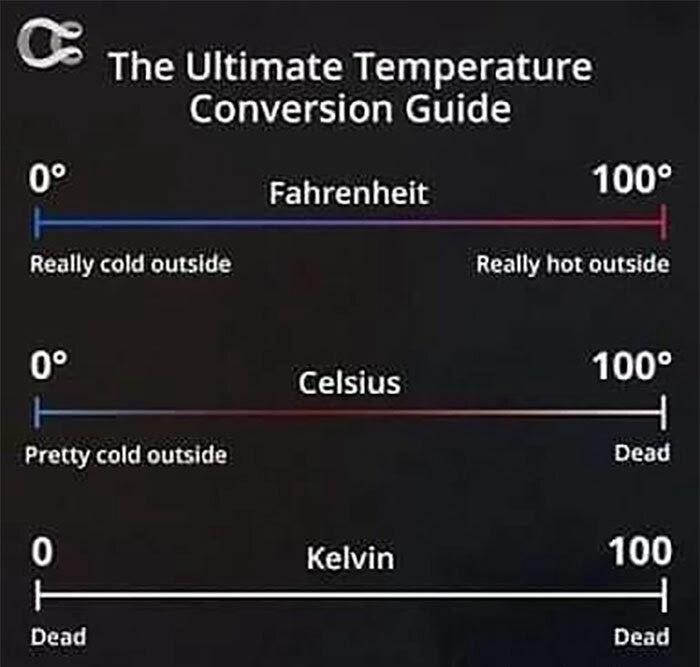 The Ultimate Temperature
Conversion Guide
0° Fahrenheit 100°
Really cold outside Really hot outside
0° Celsius 100°
Pretty cold outside Dead
0 Kelvin 100
Dead Dead